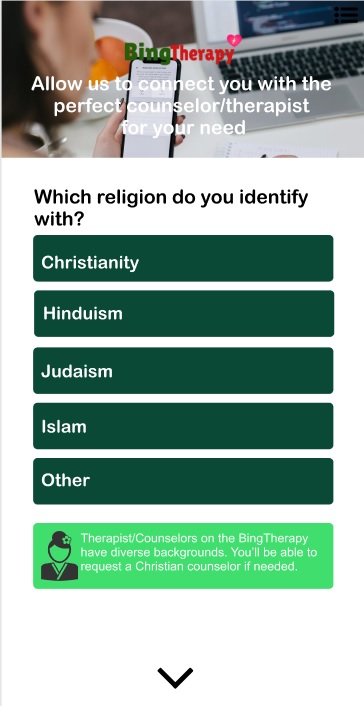 BingTherapy
Allow us to connect you with the
perfect counselor/therapist
for your need
Which religion do you identify
with?
Christianity
Hinduism
Judaism
Islam
Other
Therapist/Counselors on the BingTherapy
have diverse backgrounds. You'll be able to
request a Christian counselor if needed.